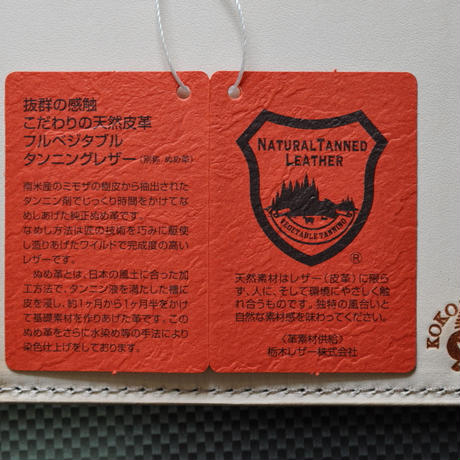 抜群の感触
こだわりの天然皮革
フルベジタブル
タンニングレザー（別名 ぬめ革）
南米産のミモザの樹皮から抽出された
タンニン剤でじっくり時間をかけてな
めしあげた純正ぬめ革です。
なめし方法は匠の技術を巧みに駆使
し造りあげたワイルドで完成度の高い
レザーです。
ぬめ革とは、日本の風土に合った加
工方法で、タンニン液を満たした槽に
皮を浸し、約1ヶ月から1ヶ月半をかけ
て基礎素材を作りあげた革です。この
ぬめ革をさらに水染め等の手法により
染色仕上げをしております。
NATURAL TANNED
LEATHER
VEGETABLE TANNING
®
天然素材はレザー（皮革）に限ら
ず、人に、そして環境にやさしく触
れ合うものです。独特の風合いと
自然な素材感を味わってください。
〈革素材供給〉
栃木レザー株式会社
KOKO